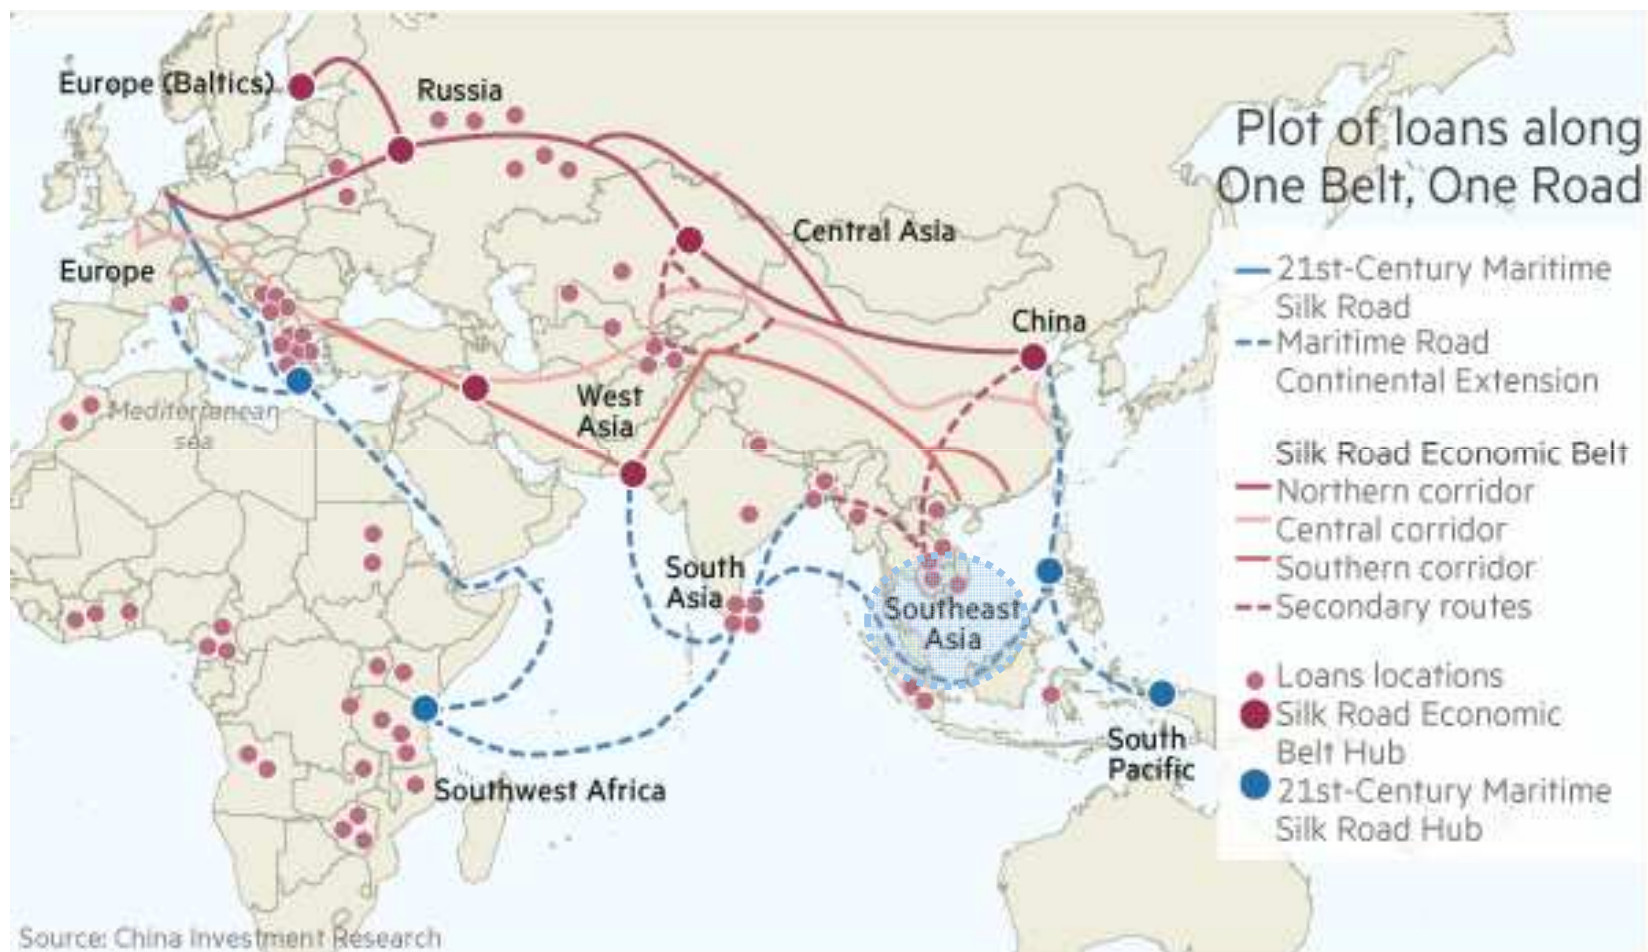 Europe (Baltics)
Russia
Plot of loans along
One Belt, One Road
Central Asia
Europe
21st-Century Maritime
Silk Road
Maritime Road
Continental Extension
China
West
Asia
Mediterranean
sea
Silk Road Economic Belt
Northern corridor
Central corridor
Southern corridor
Secondary routes
South
Asia
Southeast
Asia
Loans locations
Silk Road Economic
Belt Hub
21st-Century Maritime
Silk Road Hub
South
Pacific
Southwest Africa
Source: China Investment Research